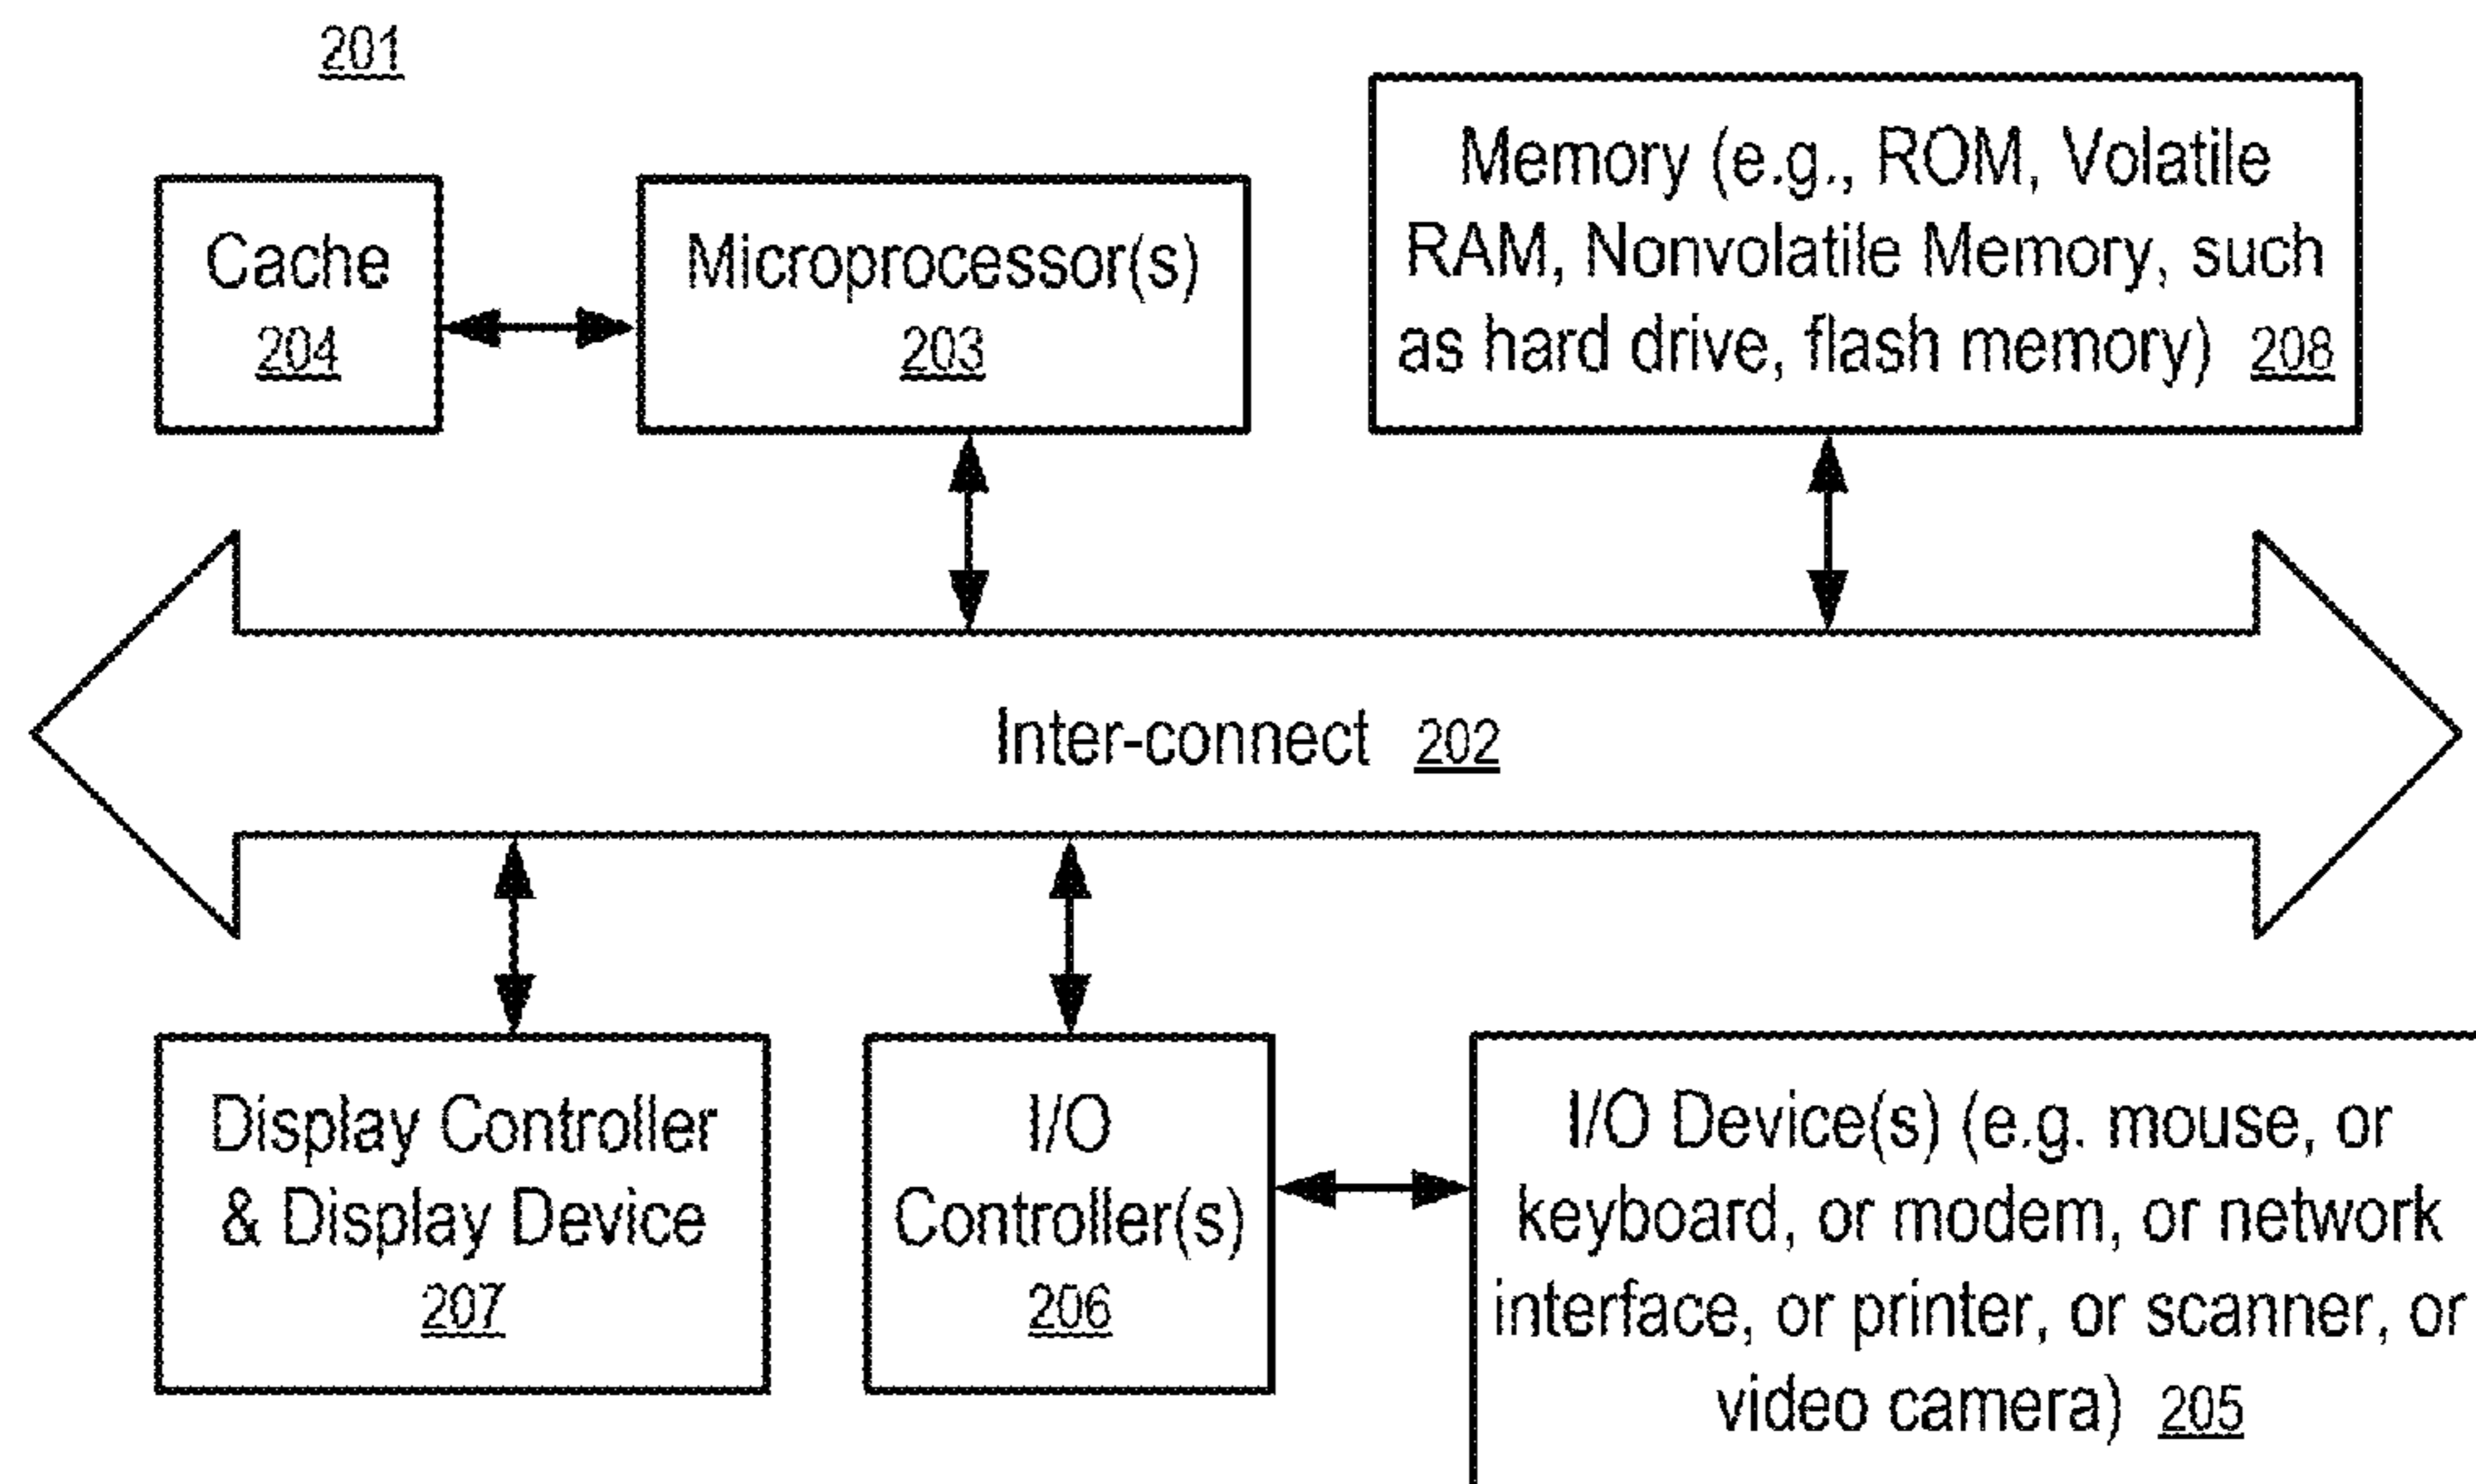 201
Cache
204
Microprocessor(s)
203
Memory (e.g., ROM, Volatile
RAM, Nonvolatile Memory, such
as hard drive, flash memory) 208
Inter-connect 202
Display Controller
& Display Device
207
I/O
Controller(s)
206
I/O Device(s) (e.g. mouse, or
keyboard, or modem, or network
interface, or printer, or scanner, or
video camera) 205